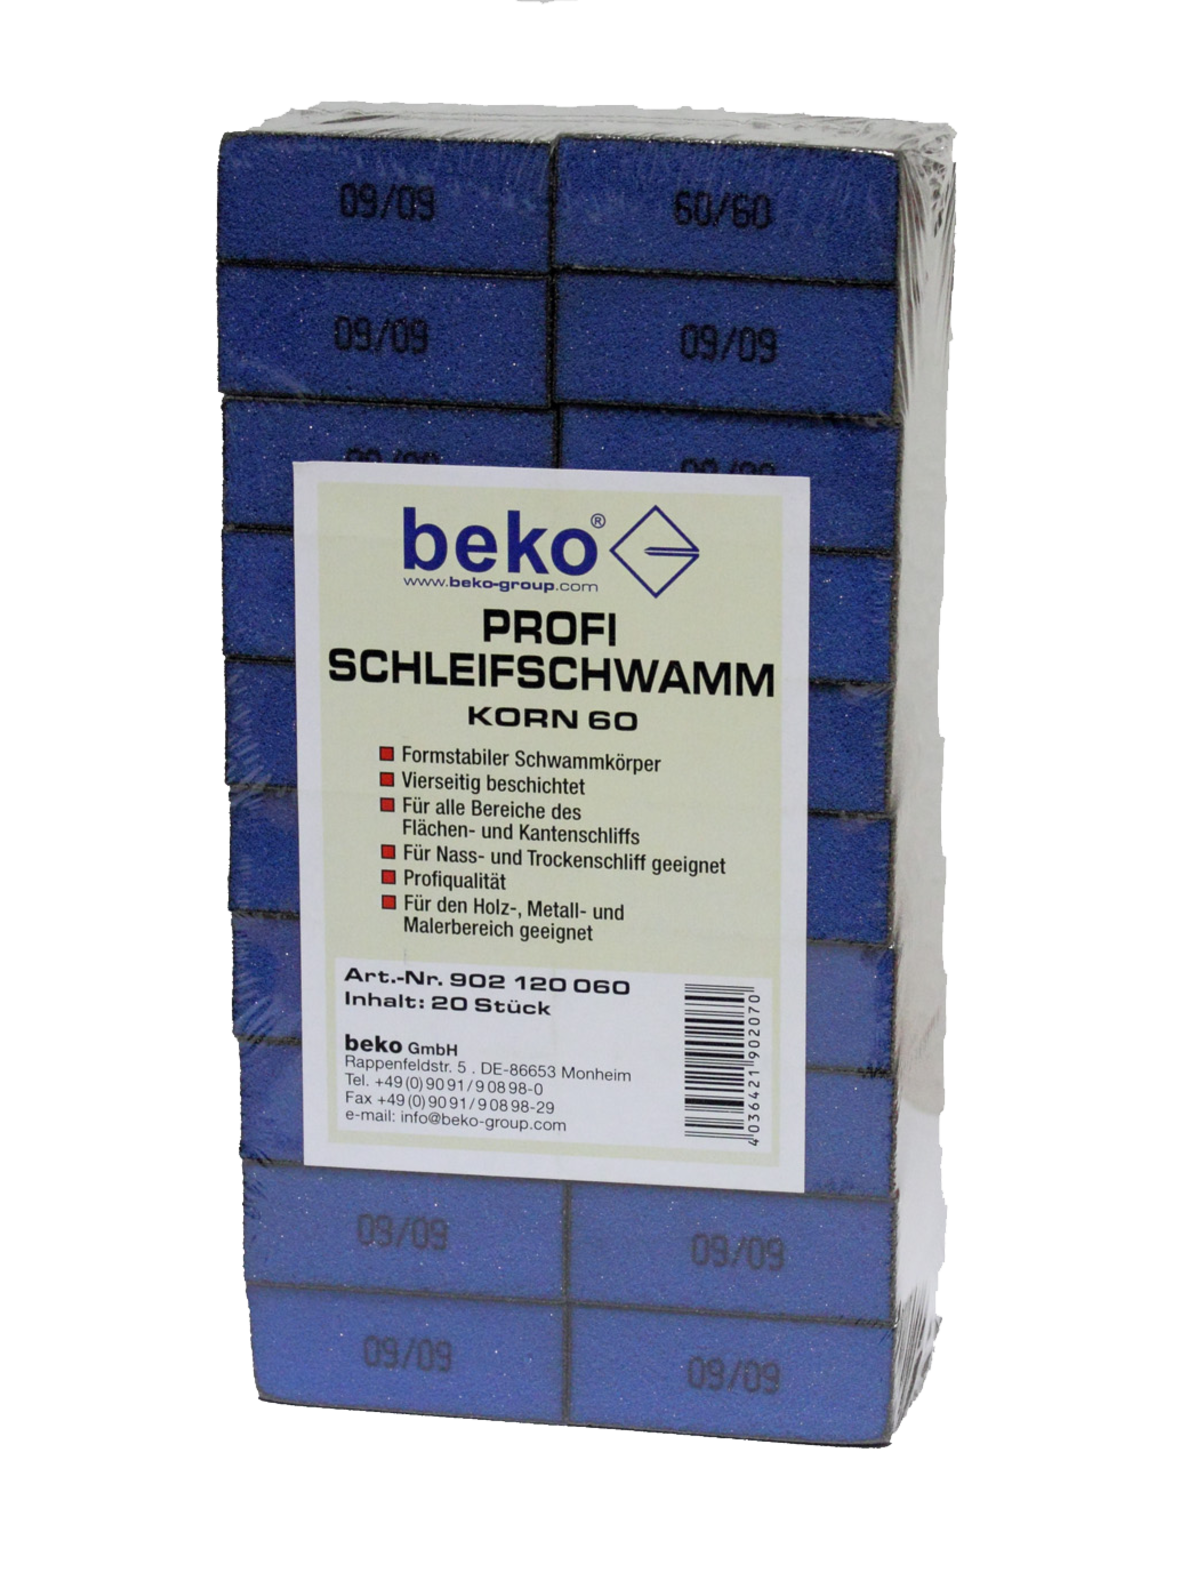 09/09
60/60
09/09
09/09
beko®
www.beko-group.com
PROFI
SCHLEIFSCHWAMM
KORN 60
Formstabiler Schwammkörper
Vierseitig beschichtet
Für alle Bereiche des
Flächen- und Kantenschliffs
Für Nass- und Trockenschliff geeignet
Profiqualität
Für den Holz-, Metall- und
Malerbereich geeignet
Art.-Nr. 902 120 060
Inhalt: 20 Stück
beko GmbH
Rappenfeldstr. 5 . DE-86653 Monheim
Tel. +49(0)9091/90898-0
Fax +49(0)9091/90898-29
e-mail: info@beko-group.com
4036421902070
09/09
09/09
09/09
09/09